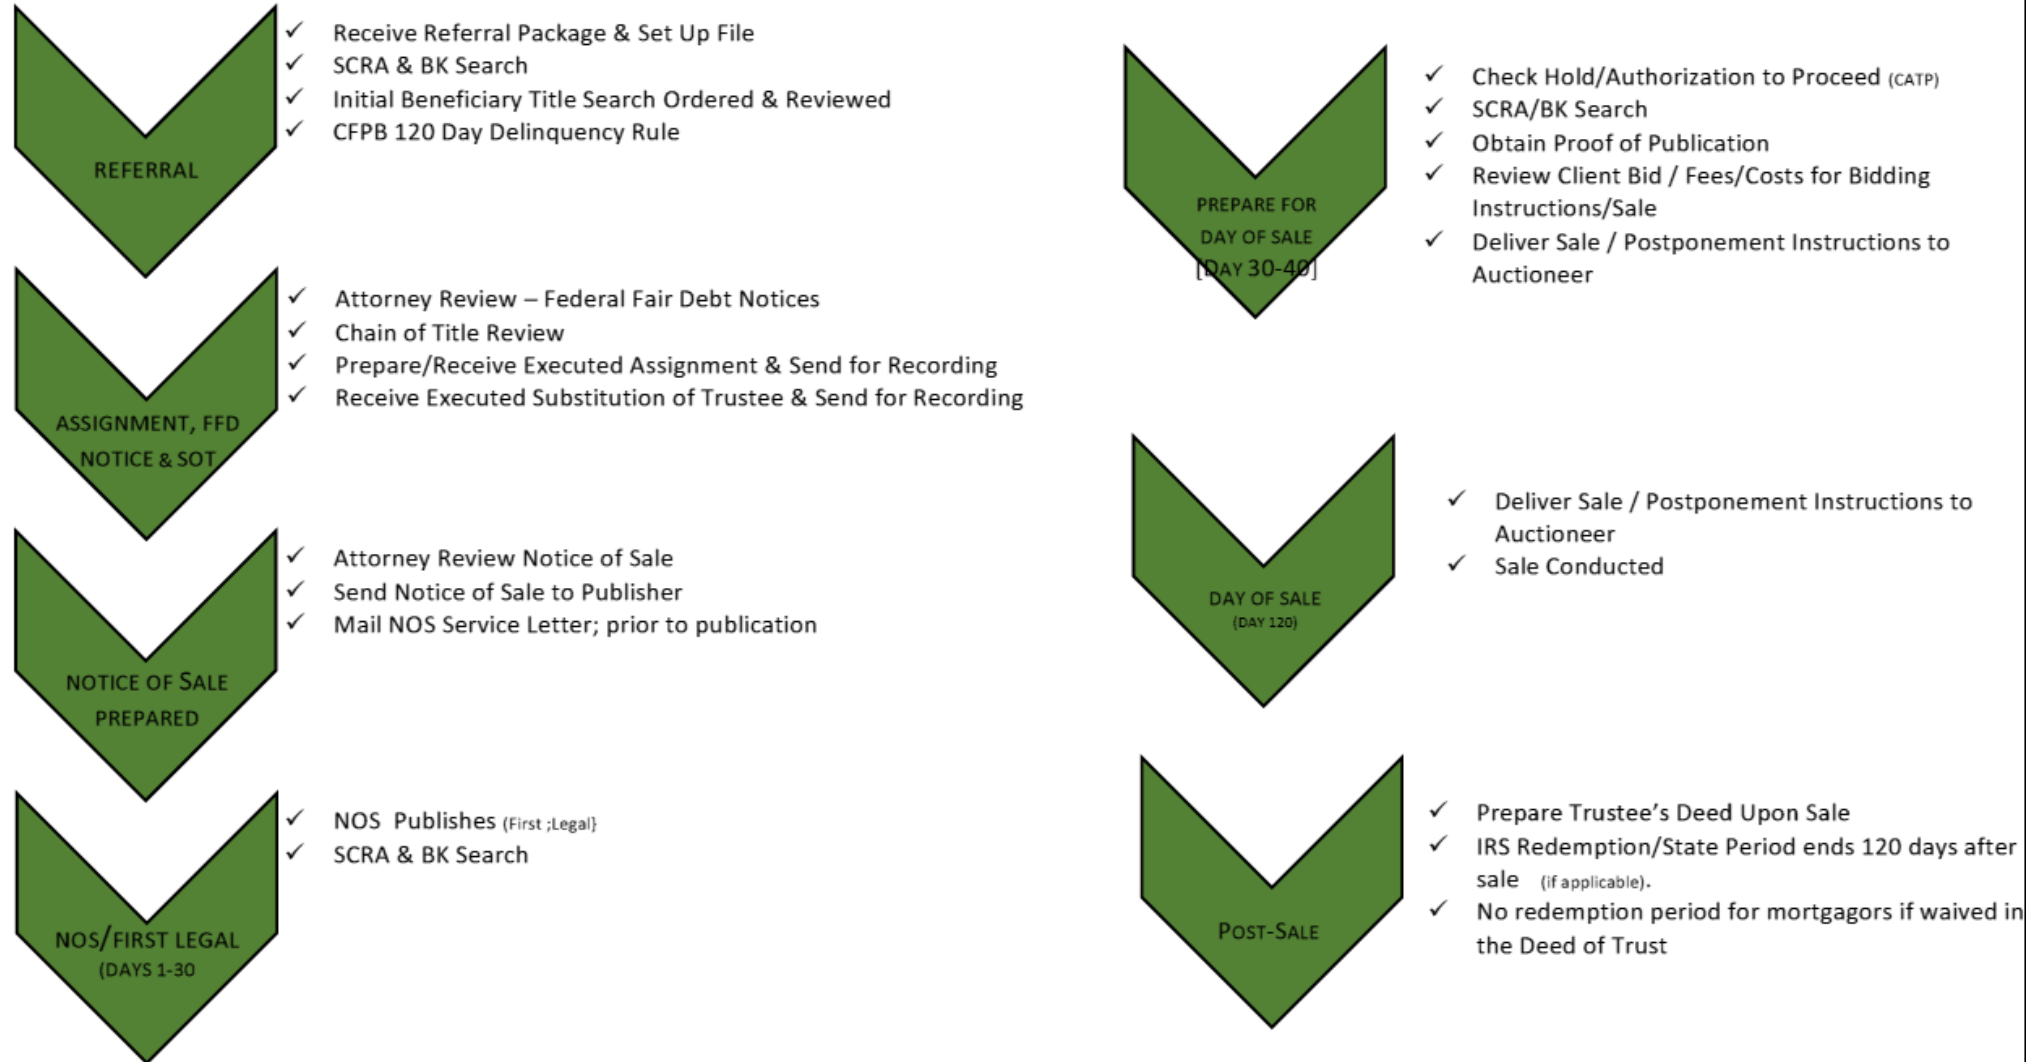 REFERRAL
✓ Receive Referral Package & Set Up File
✓ SCRA & BK Search
✓ Initial Beneficiary Title Search Ordered & Reviewed
✓ CFPB 120 Day Delinquency Rule
ASSIGNMENT, FFD
NOTICE & SOT
✓ Attorney Review – Federal Fair Debt Notices
✓ Chain of Title Review
✓ Prepare/Receive Executed Assignment & Send for Recording
✓ Receive Executed Substitution of Trustee & Send for Recording
NOTICE OF SALE
PREPARED
✓ Attorney Review Notice of Sale
✓ Send Notice of Sale to Publisher
✓ Mail NOS Service Letter; prior to publication
NOS/FIRST LEGAL
(DAYS 1-30
✓ NOS Publishes (First ;Legal}
✓ SCRA & BK Search
PREPARE FOR
DAY OF SALE
[DAY 30-40]
✓ Check Hold/Authorization to Proceed (CATP)
✓ SCRA/BK Search
✓ Obtain Proof of Publication
✓ Review Client Bid / Fees/Costs for Bidding
Instructions/Sale
✓ Deliver Sale / Postponement Instructions to
Auctioneer
DAY OF SALE
(DAY 120)
✓ Deliver Sale / Postponement Instructions to
Auctioneer
✓ Sale Conducted
POST-SALE
✓ Prepare Trustee's Deed Upon Sale
✓ IRS Redemption/State Period ends 120 days after
sale (if applicable).
✓ No redemption period for mortgagors if waived in
the Deed of Trust